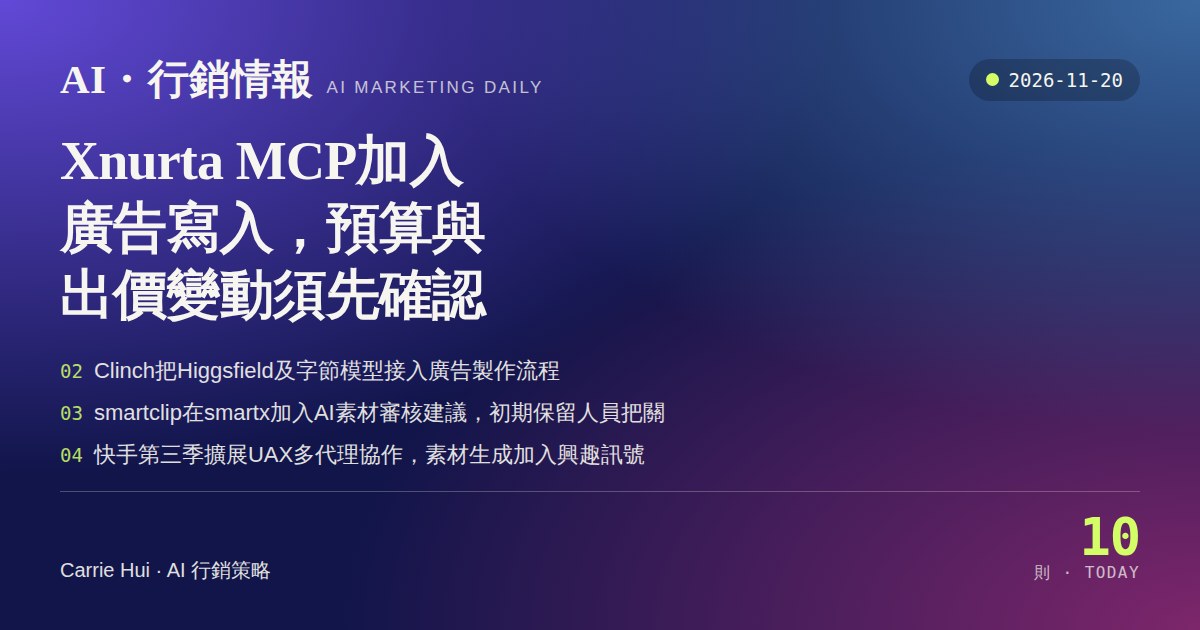 AI · 行銷情報 AI MARKETING DAILY
2026-11-20
Xnurta MCP加入
廣告寫入，預算與
出價變動須先確認
02 Clinch把Higgsfield及字節模型接入廣告製作流程
03 smartclip在smartx加入AI素材審核建議，初期保留人員把關
04 快手第三季擴展UAX多代理協作，素材生成加入興趣訊號
Carrie Hui · AI 行銷策略
10
則 · TODAY